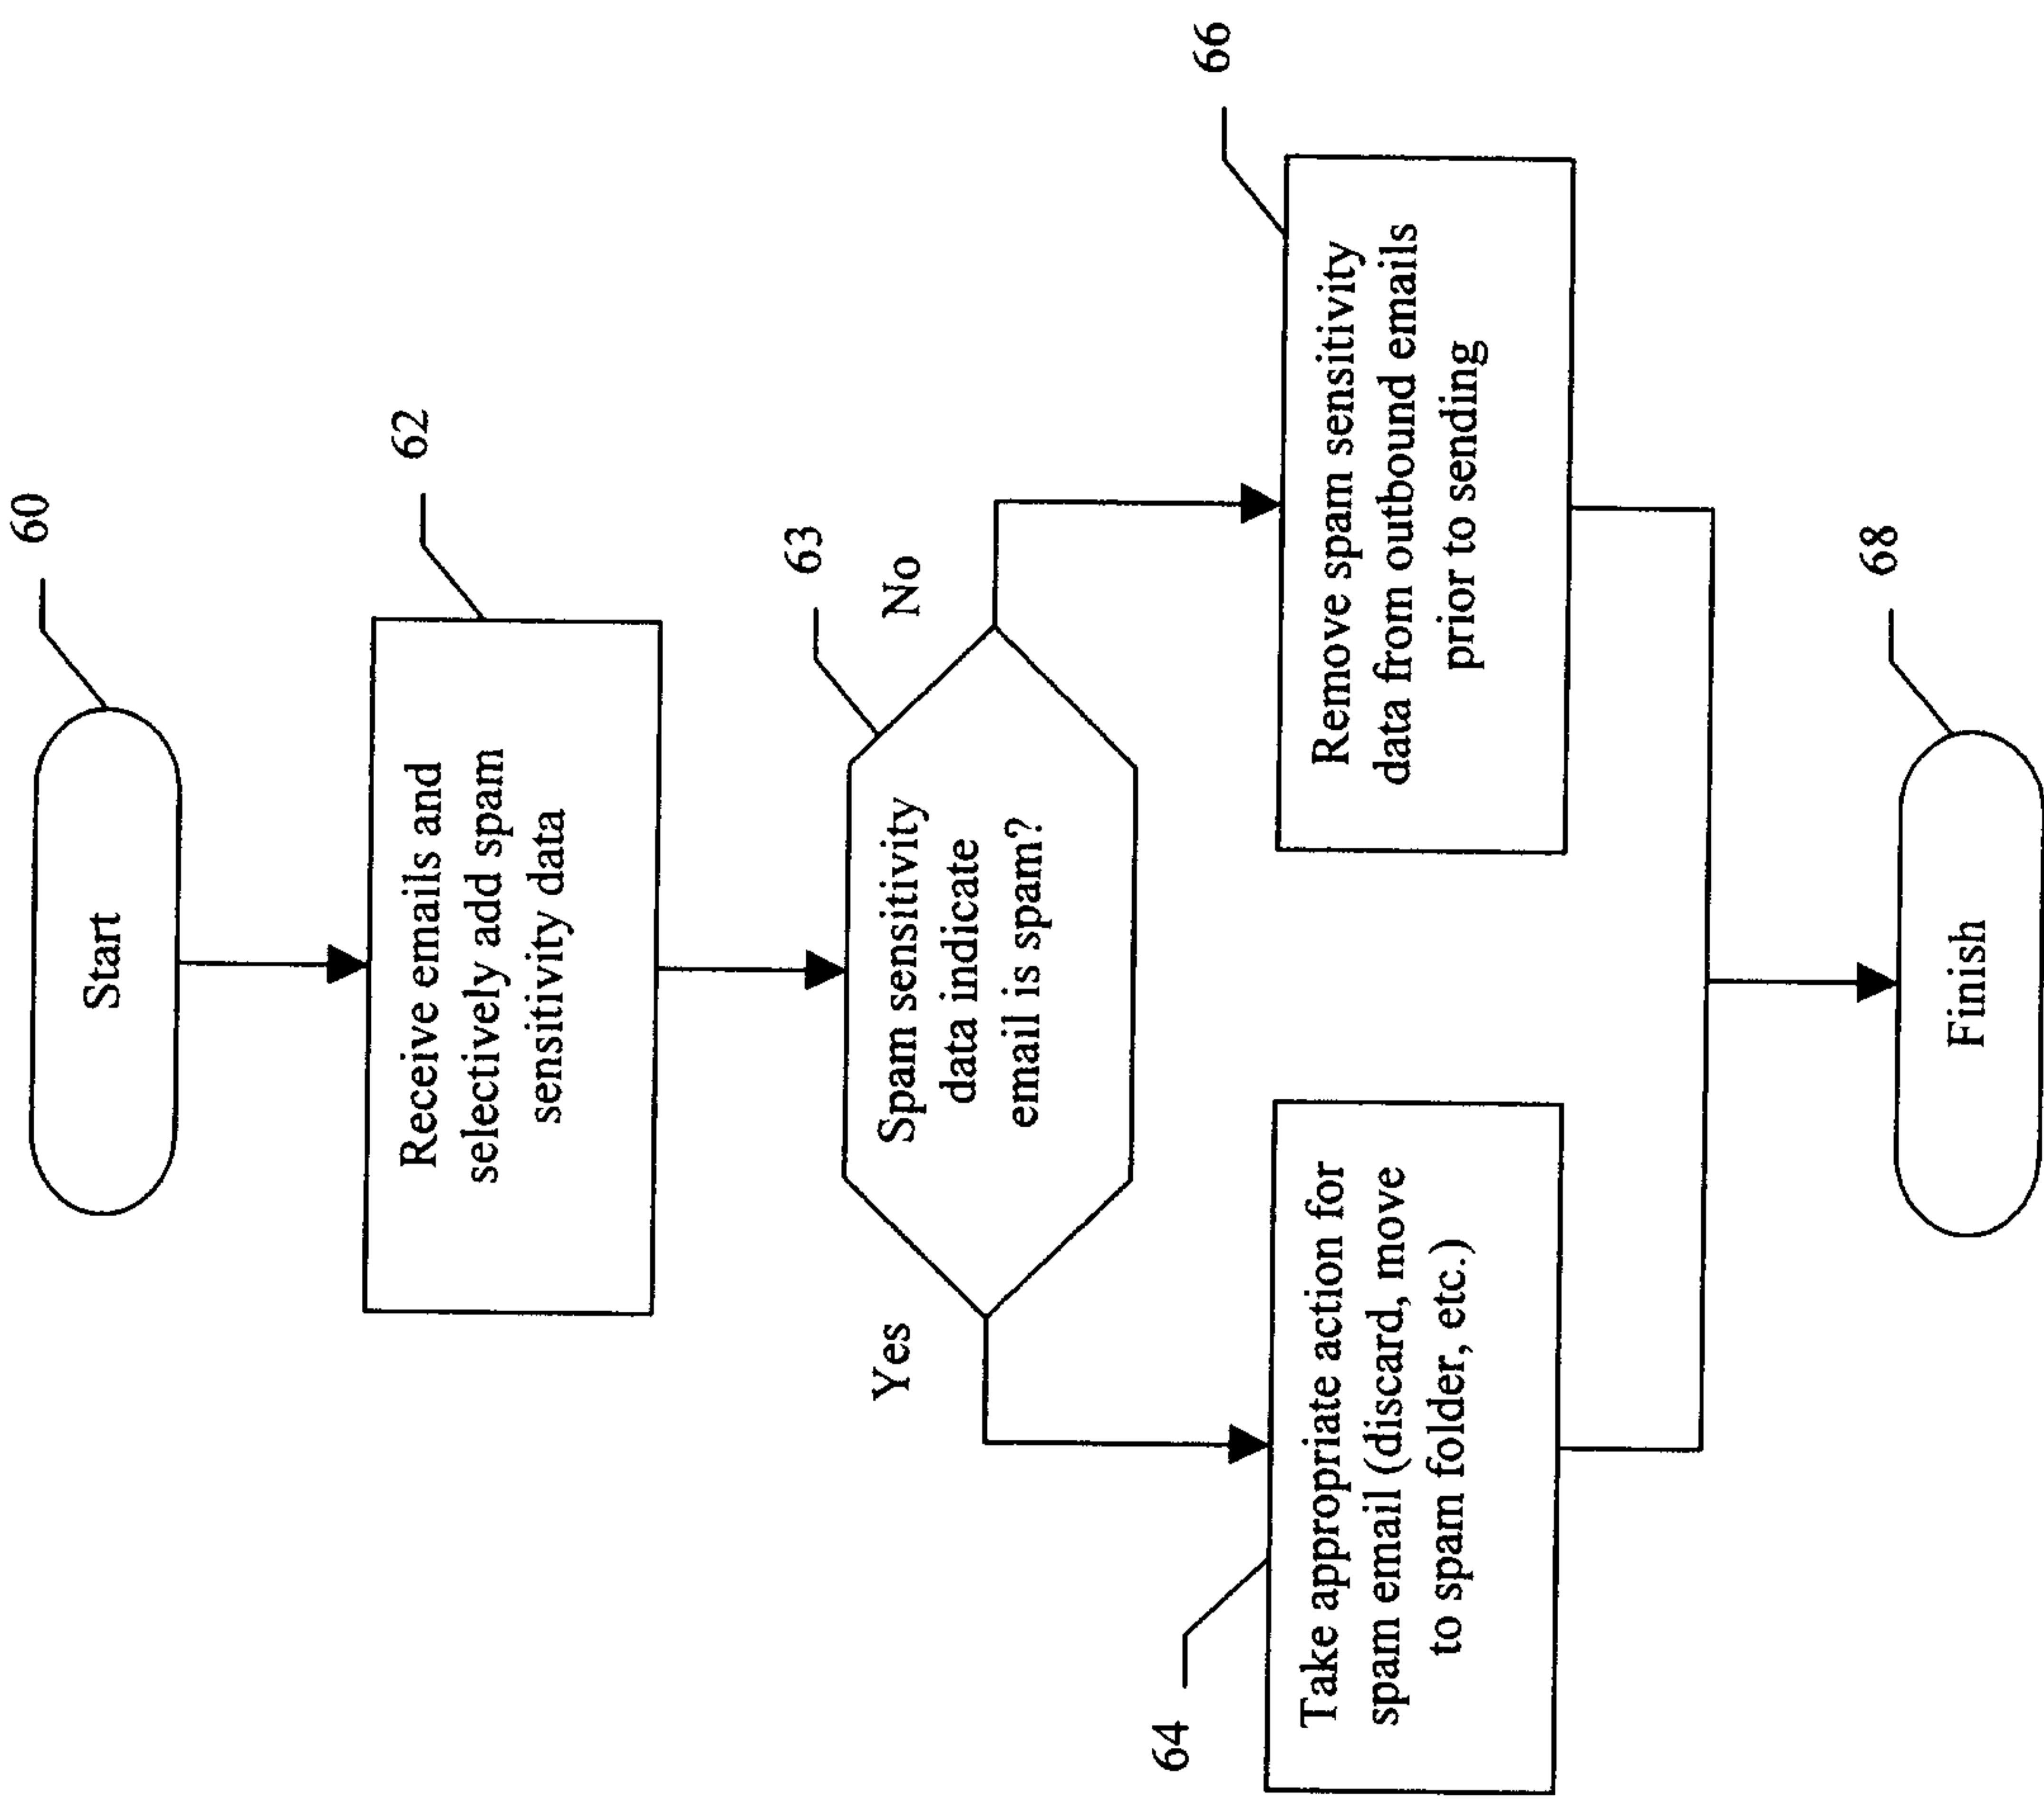 Start
60
Receive emails and
selectively add spam
sensitivity data
62
Spam sensitivity
data indicate
email is spam?
63
Yes
No
64
Take appropriate action for
spam email (discard, move
to spam folder, etc.)
66
Remove spam sensitivity
data from outbound emails
prior to sending
Finish
68